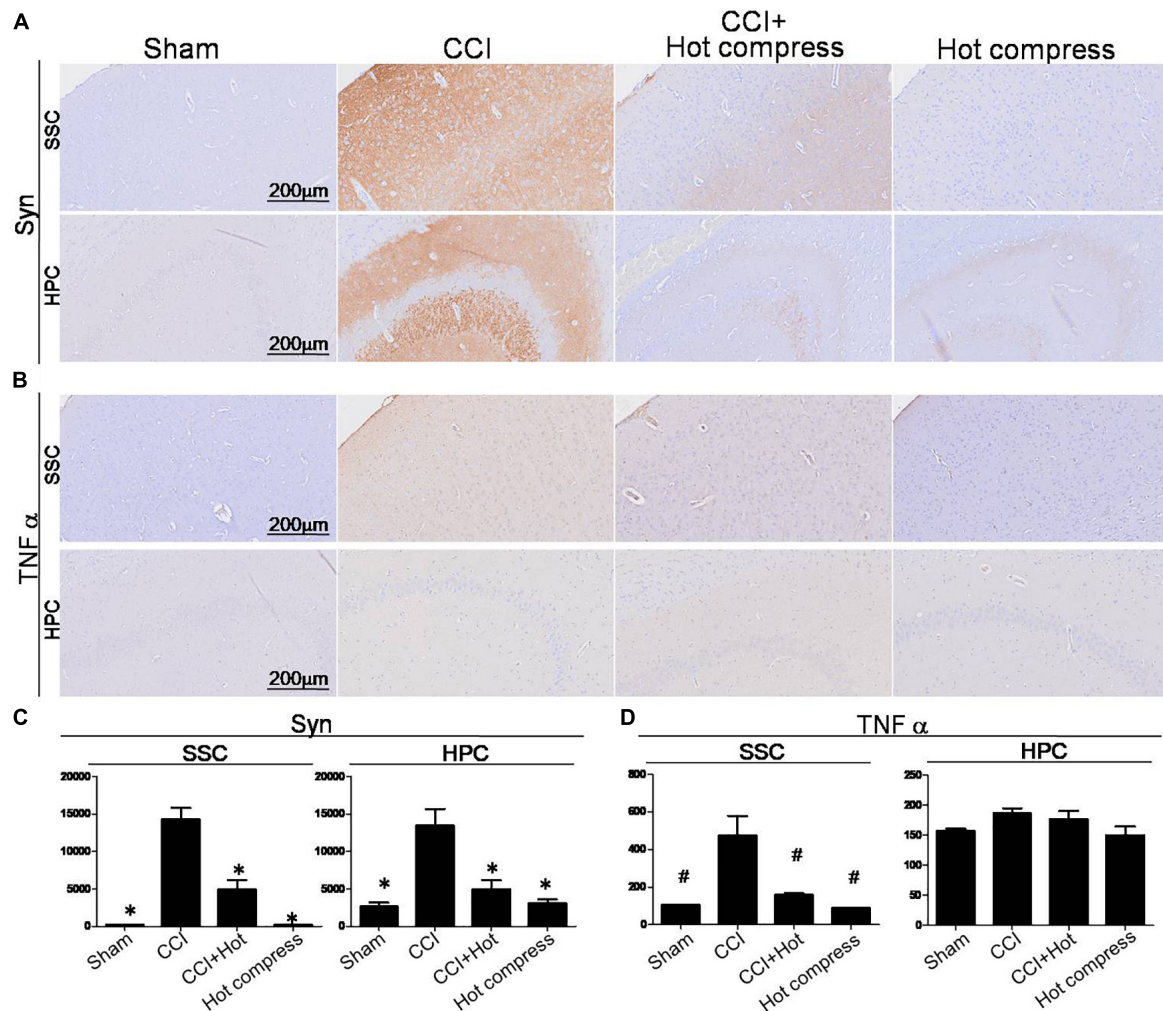 A
Sham
CCI
CCI+
Hot compress
Hot compress
Syn
SSC
200μm
HPC
200μm
B
TNF α
SSC
200μm
HPC
200μm
C
Syn
SSC
20000
15000
10000
5000
0
*
*
*
Sham
CCI
CCI+Hot
Hot compress
HPC
20000
15000
10000
5000
0
*
*
*
Sham
CCI
CCI+Hot
Hot compress
D
TNF α
SSC
800
600
400
200
0
#
#
#
Sham
CCI
CCI+Hot
Hot compress
HPC
250
200
150
100
50
0
Sham
CCI
CCI+Hot
Hot compress